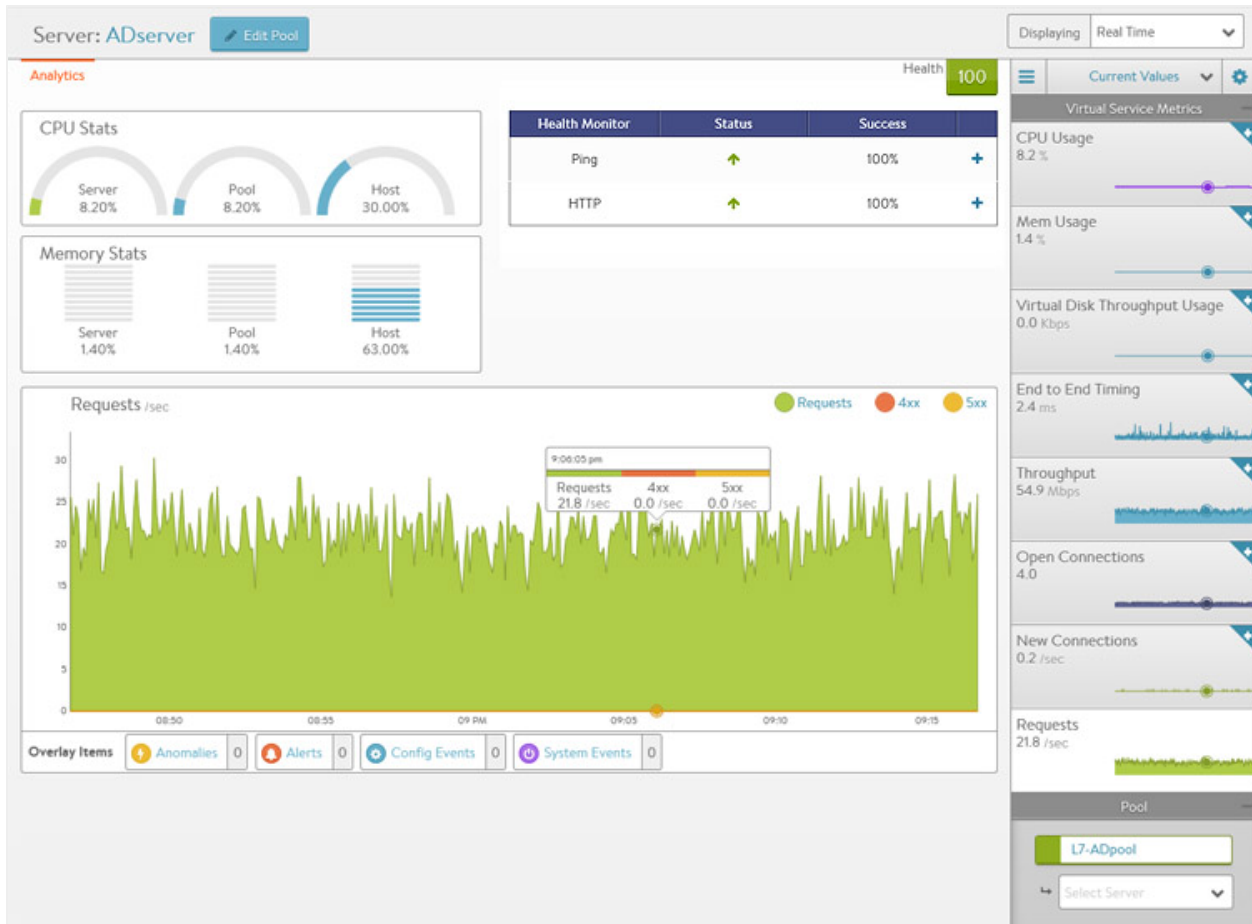 Server: ADserver
Edit Pool
Displaying
Real Time
Analytics
Health
100
CPU Stats
Server
8.20%
Pool
8.20%
Host
30.00%
Health Monitor Status Success
Ping 100% +
HTTP 100% +
Memory Stats
Server
1.40%
Pool
1.40%
Host
63.00%
Requests /sec
Requests 4xx 5xx
30
25
20
15
10
5
0
9:06:05 pm
Requests 4xx 5xx
21.8 /sec 0.0 /sec 0.0 /sec
08:50 08:55 09 PM 09:05 09:10 09:15
Overlay Items Anomalies 0 Alerts 0 Config Events 0 System Events 0
Current Values
Virtual Service Metrics
CPU Usage
8.2 %
Mem Usage
1.4 %
Virtual Disk Throughput Usage
0.0 Kbps
End to End Timing
2.4 ms
Throughput
54.9 Mbps
Open Connections
4.0
New Connections
0.2 /sec
Requests
21.8 /sec
Pool
L7-ADpool
Select Server